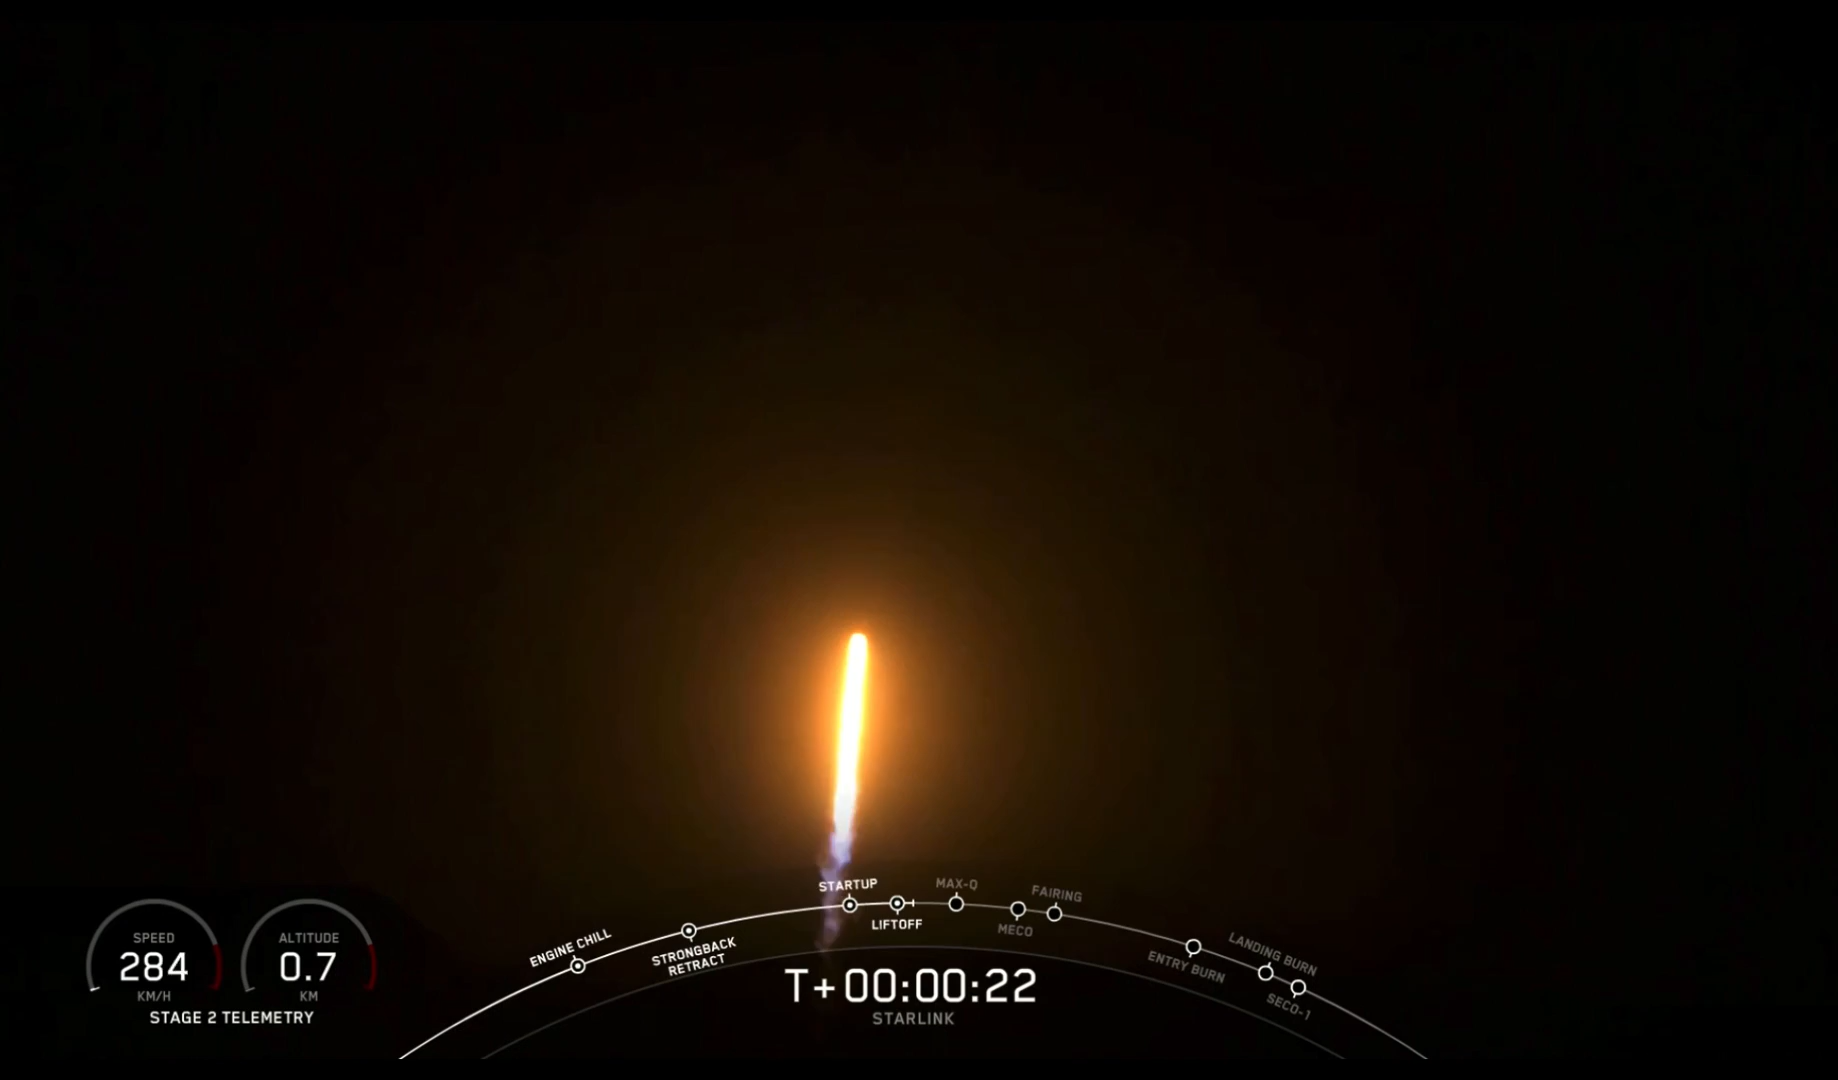 STARTUP
MAX-Q
FAIRING
LIFTOFF
MECO
ENGINE CHILL
STRONGBACK
RETRACT
ENTRY BURN
LANDING BURN
SECO-1
SPEED
284
KM/H
ALTITUDE
0.7
KM
STAGE 2 TELEMETRY
T+00:00:22
STARLINK